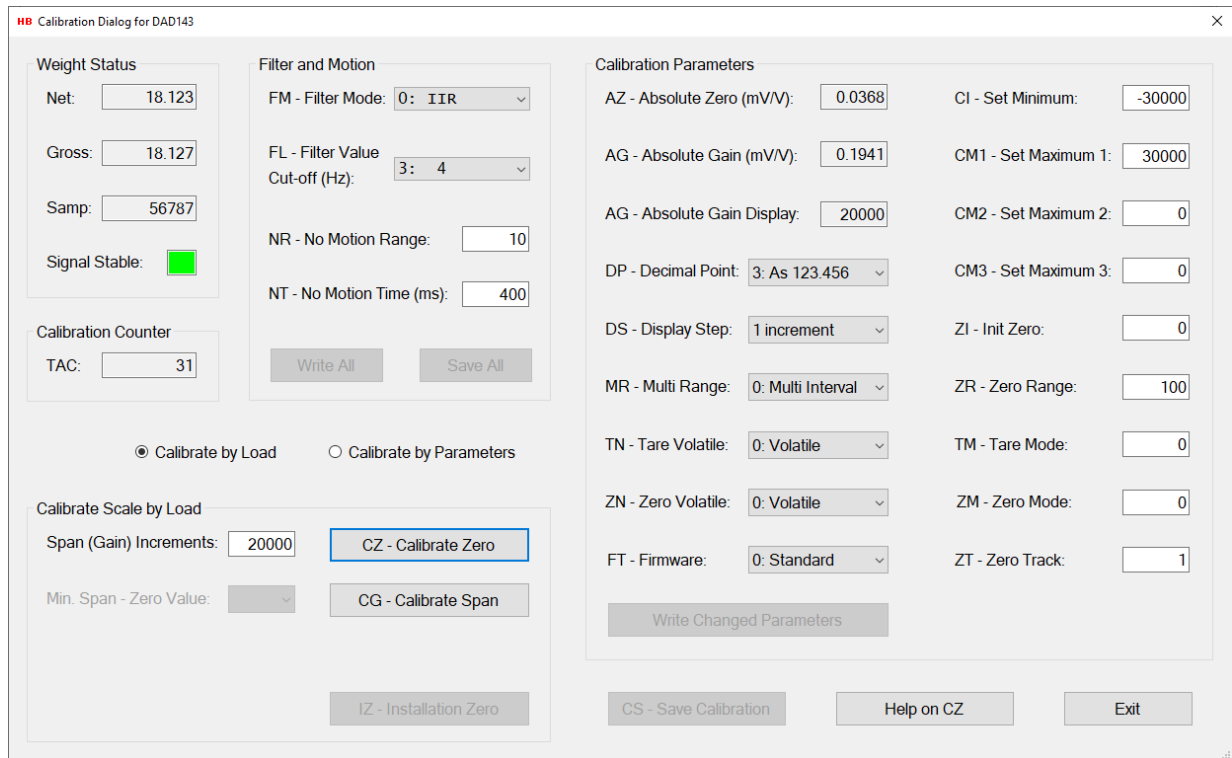 HB Calibration Dialog for DAD143
Weight Status
Net: 18.123
Gross: 18.127
Samp: 56787
Signal Stable:
Calibration Counter
TAC: 31
Filter and Motion
FM - Filter Mode: 0: IIR
FL - Filter Value
Cut-off (Hz): 3: 4
NR - No Motion Range: 10
NT - No Motion Time (ms): 400
Write All
Save All
Calibrate by Load
Calibrate by Parameters
Calibrate Scale by Load
Span (Gain) Increments: 20000
CZ - Calibrate Zero
Min. Span - Zero Value:
CG - Calibrate Span
IZ - Installation Zero
Calibration Parameters
AZ - Absolute Zero (mV/V): 0.0368
AG - Absolute Gain (mV/V): 0.1941
AG - Absolute Gain Display: 20000
DP - Decimal Point: 3: As 123.456
DS - Display Step: 1 increment
MR - Multi Range: 0: Multi Interval
TN - Tare Volatile: 0: Volatile
ZN - Zero Volatile: 0: Volatile
FT - Firmware: 0: Standard
CI - Set Minimum: -30000
CM1 - Set Maximum 1: 30000
CM2 - Set Maximum 2: 0
CM3 - Set Maximum 3: 0
ZI - Init Zero: 0
ZR - Zero Range: 100
TM - Tare Mode: 0
ZM - Zero Mode: 0
ZT - Zero Track: 1
Write Changed Parameters
CS - Save Calibration
Help on CZ
Exit